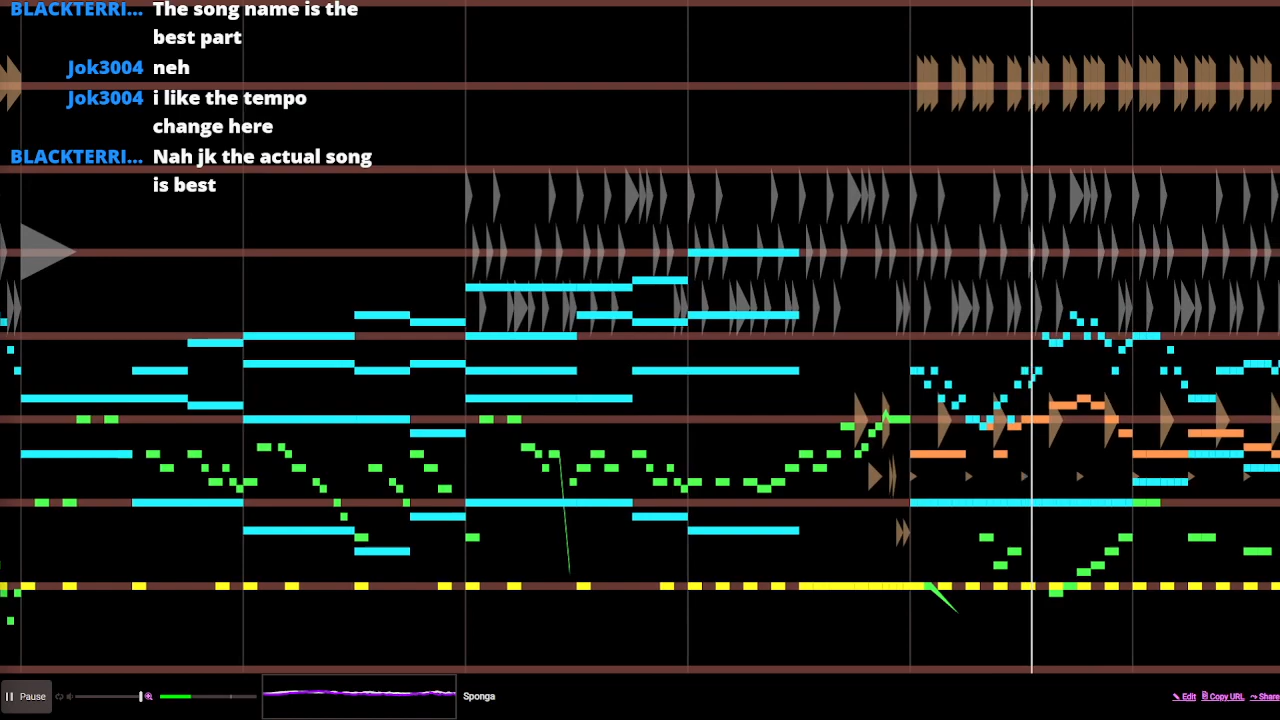 BLACKTERRI... The song name is the
best part
Jok3004 neh
Jok3004 i like the tempo
change here
BLACKTERRI... Nah jk the actual song
is best
Pause
Sponga
Edit Copy URL Share